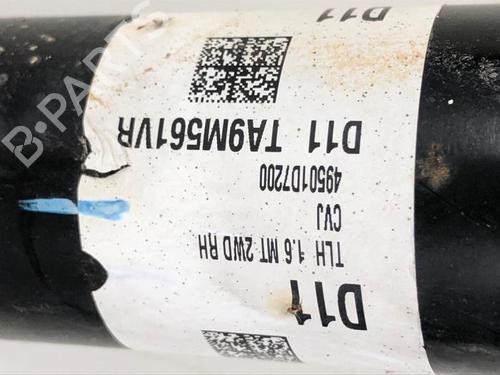 D11
TLH 1.6 MT 2WD RH
CVJ
49501D7200
D11 TA9M561VR
D11
B-PARTS